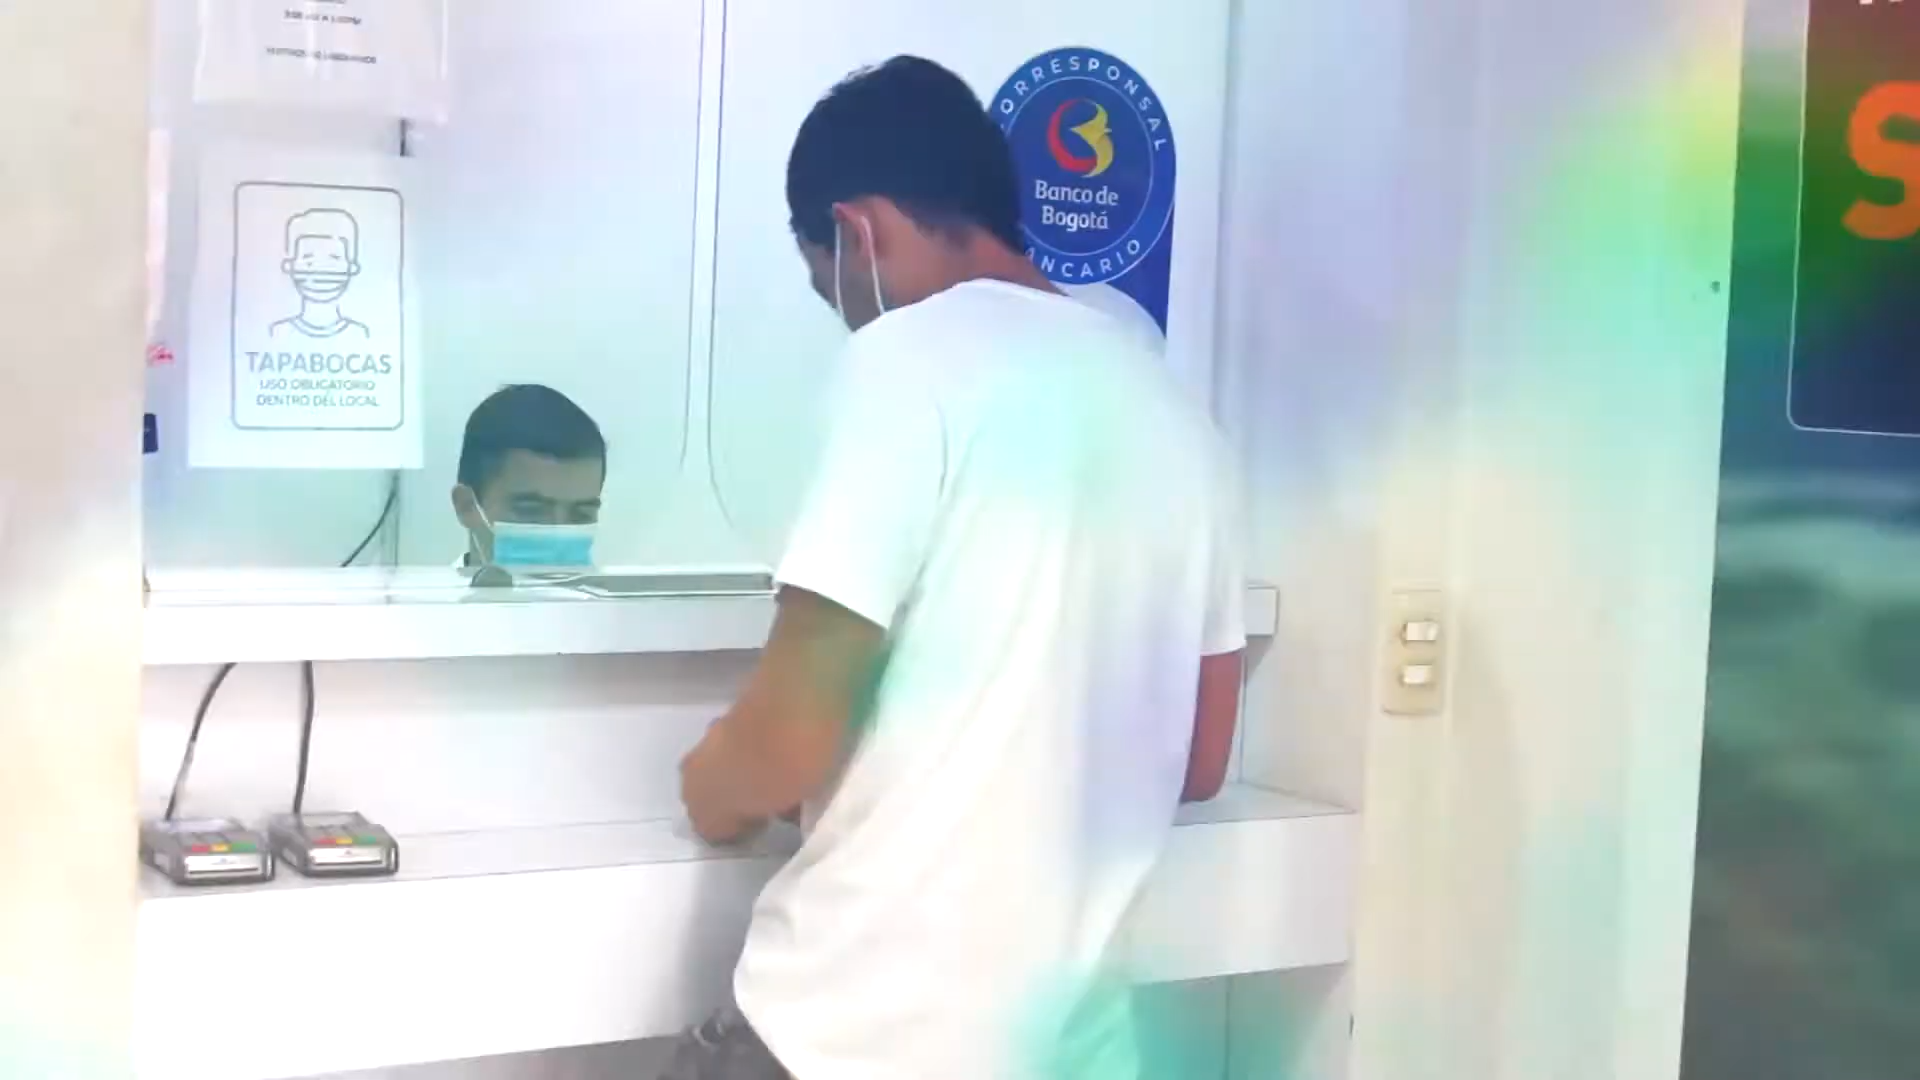 TAPABOCAS
USO OBLIGATORIO
DENTRO DEL LOCAL
CORRESPONSAL
Banco de
Bogotá
BANCARIO
S